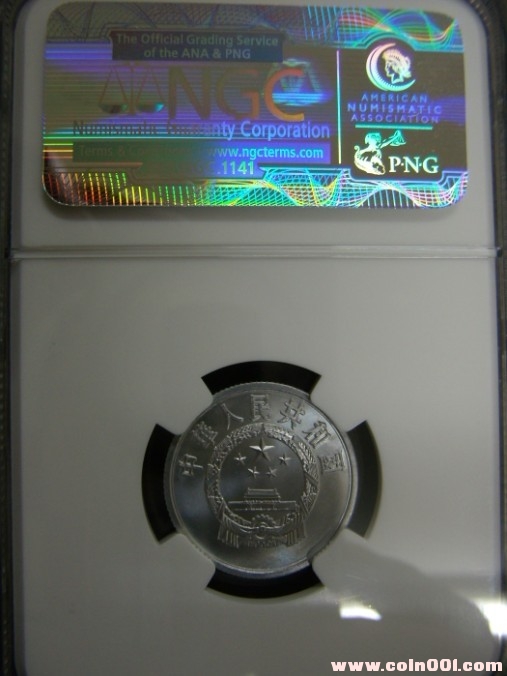 The Official Grading Service
of the ANA & PNG
NGC
Numismatic Guaranty Corporation
www.ngcterms.com
.1141
AMERICAN
NUMISMATIC
ASSOCIATION
PNG
中华人民共和国
www.coin001.com